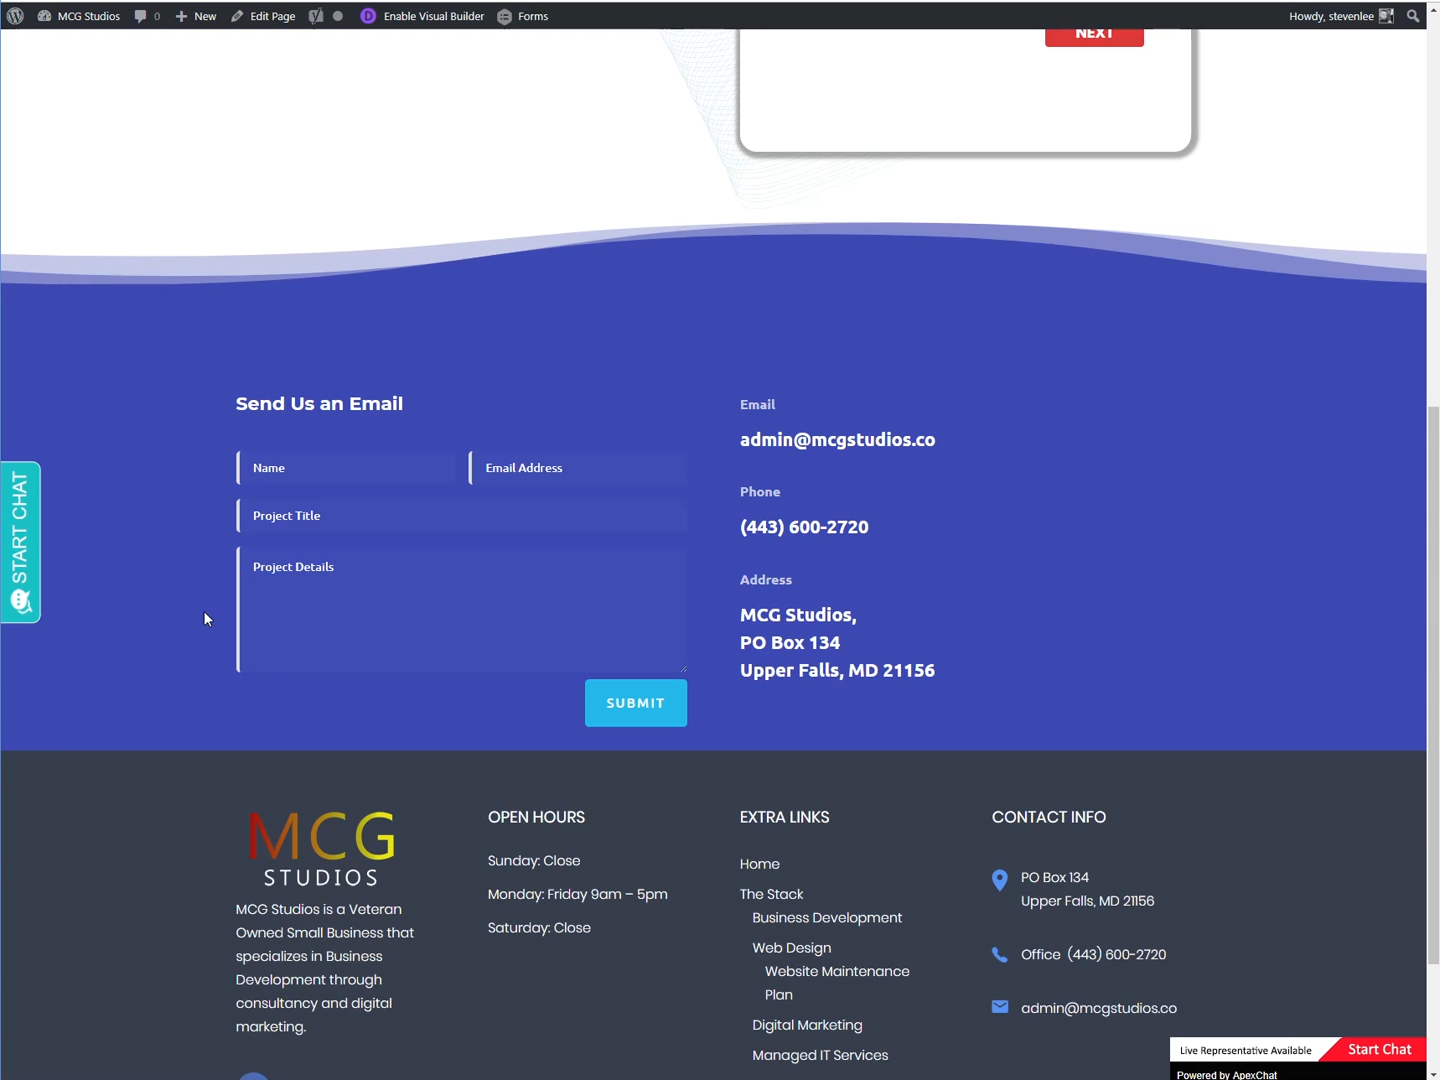 MCG Studios 0 New Edit Page Enable Visual Builder Forms Howdy, stevenlee
NEXT
Send Us an Email
Name Email Address
Project Title
Project Details
SUBMIT
Email
admin@mcgstudios.co
Phone
(443) 600-2720
Address
MCG Studios,
PO Box 134
Upper Falls, MD 21156
START CHAT
MCG
STUDIOS
MCG Studios is a Veteran
Owned Small Business that
specializes in Business
Development through
consultancy and digital
marketing.
OPEN HOURS
Sunday: Close
Monday: Friday 9am – 5pm
Saturday: Close
EXTRA LINKS
Home
The Stack
Business Development
Web Design
Website Maintenance
Plan
Digital Marketing
Managed IT Services
CONTACT INFO
PO Box 134
Upper Falls, MD 21156
Office (443) 600-2720
admin@mcgstudios.co
Live Representative Available Start Chat
Powered by ApexChat